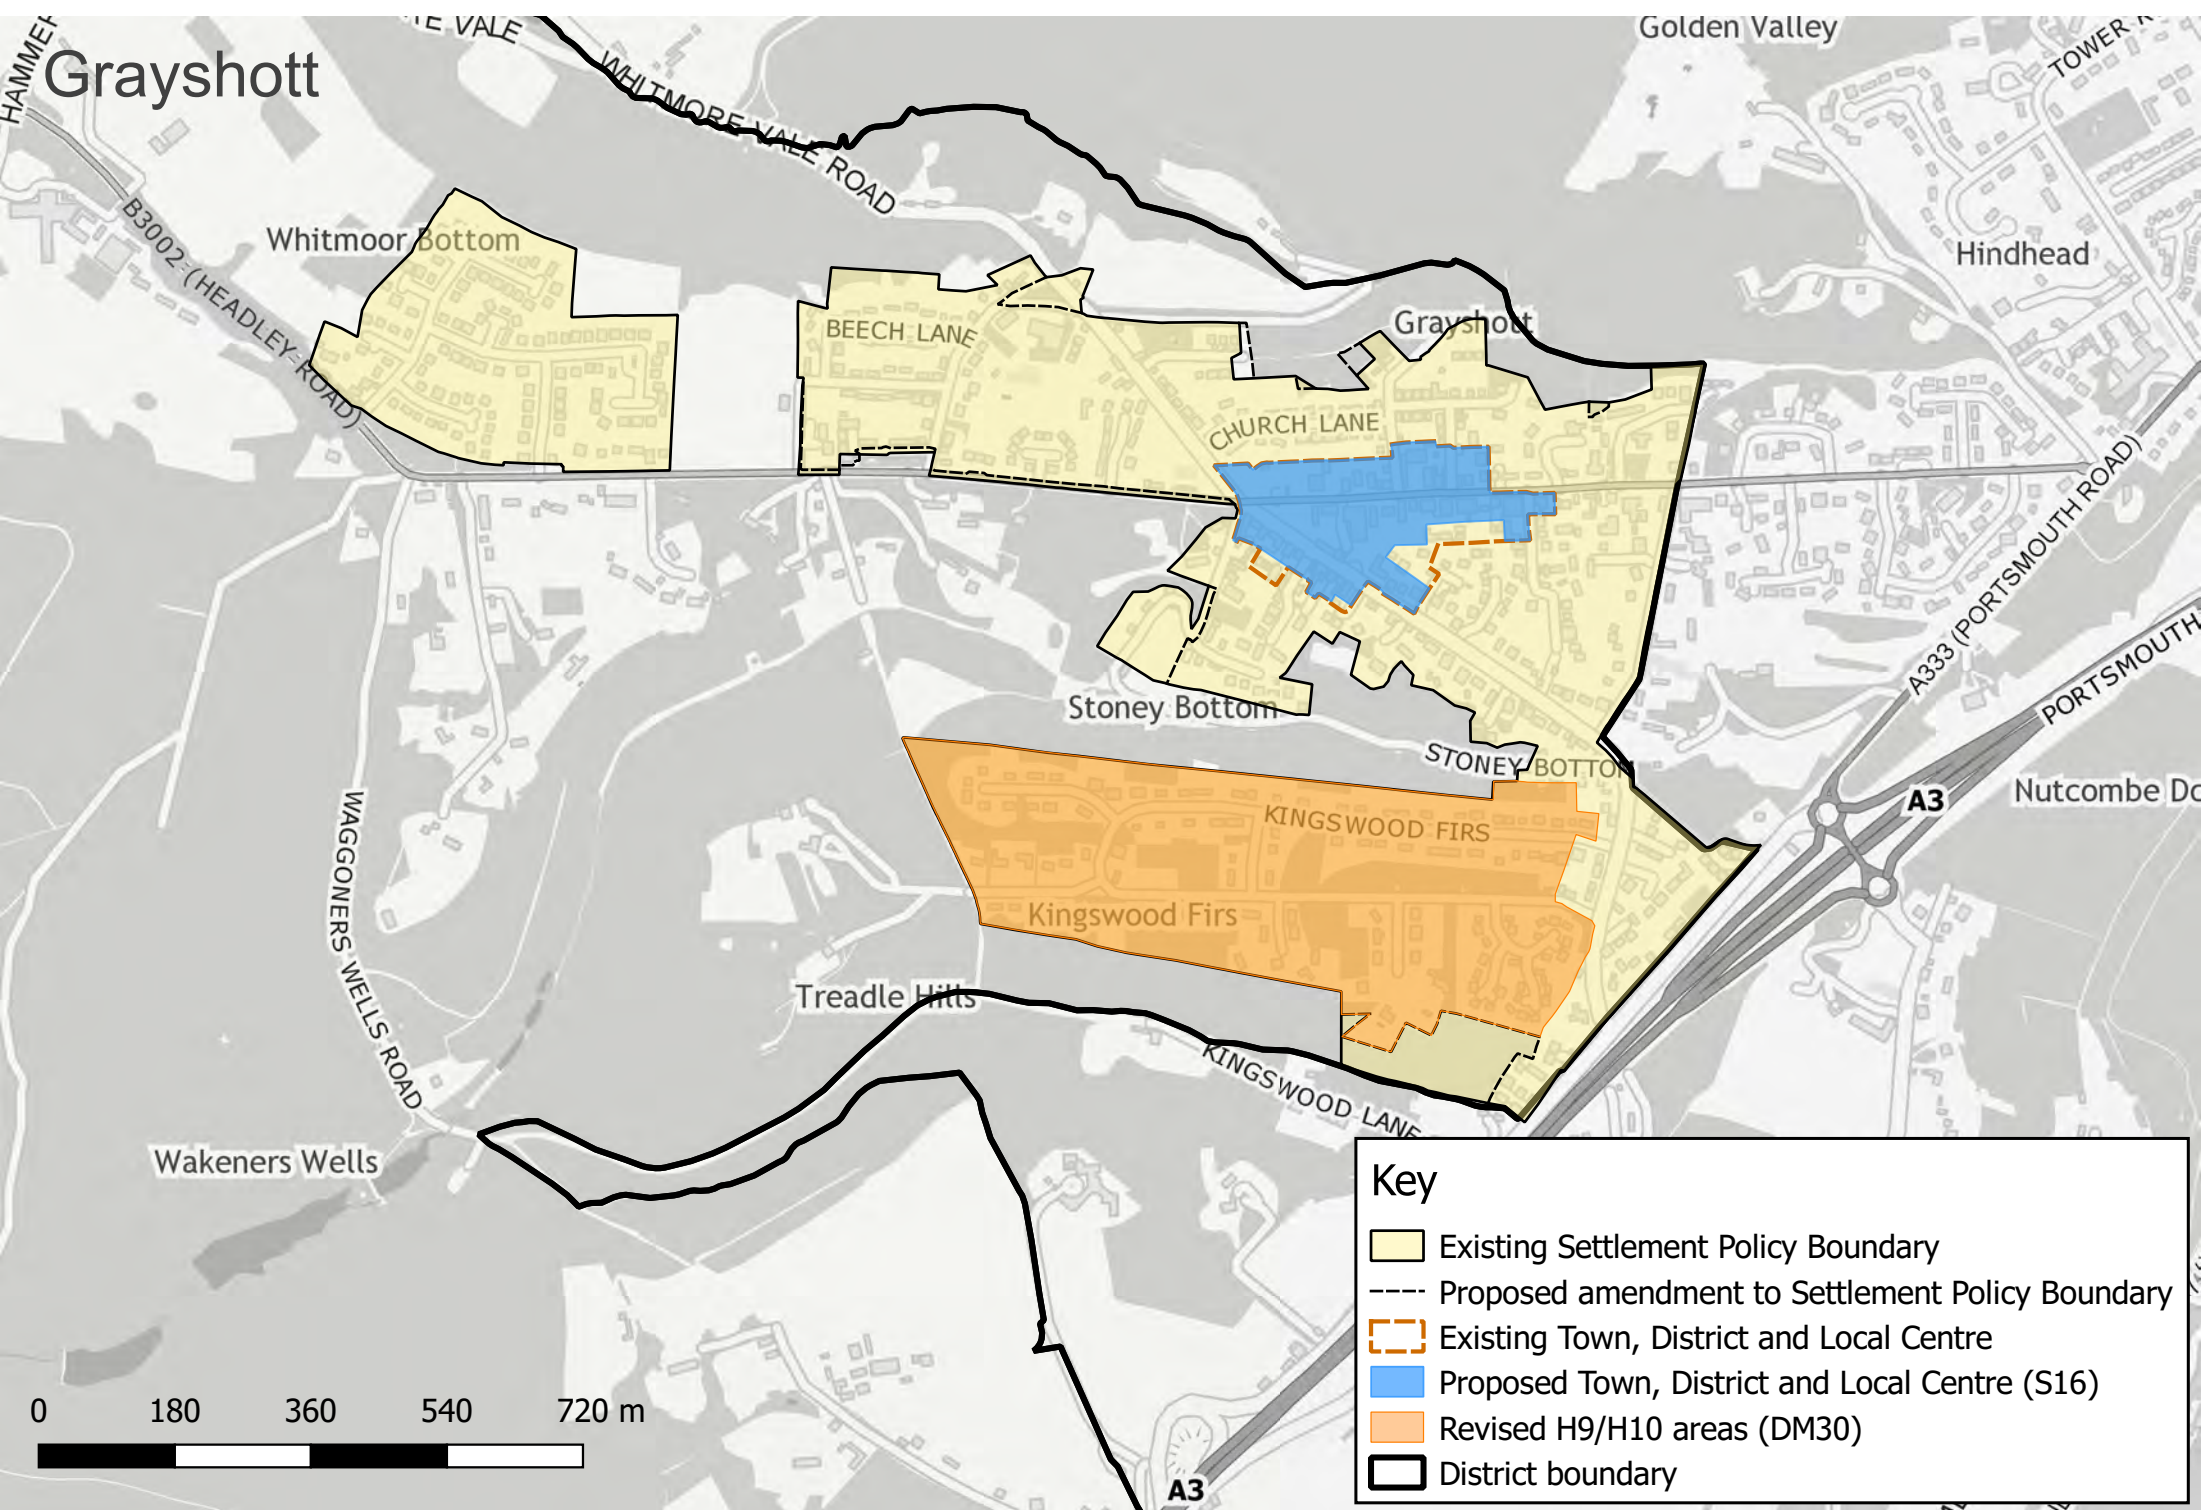 Grayshott
HAMMER
TE VALE
WHITMORE VALE ROAD
Golden Valley
TOWER R
B3002 (HEADLEY ROAD)
Whitmoor Bottom
Hindhead
BEECH LANE
Grayshott
CHURCH LANE
A333 (PORTSMOUTH ROAD)
PORTSMOUTH
Stoney Bottom
STONEY BOTTOM
Nutcombe Do
A3
KINGSWOOD FIRS
WAGGONERS WELLS ROAD
Kingswood Firs
Treadle Hills
KINGSWOOD LANE
Wakeners Wells
Key
Existing Settlement Policy Boundary
Proposed amendment to Settlement Policy Boundary
Existing Town, District and Local Centre
Proposed Town, District and Local Centre (S16)
Revised H9/H10 areas (DM30)
District boundary
0 180 360 540 720 m
A3